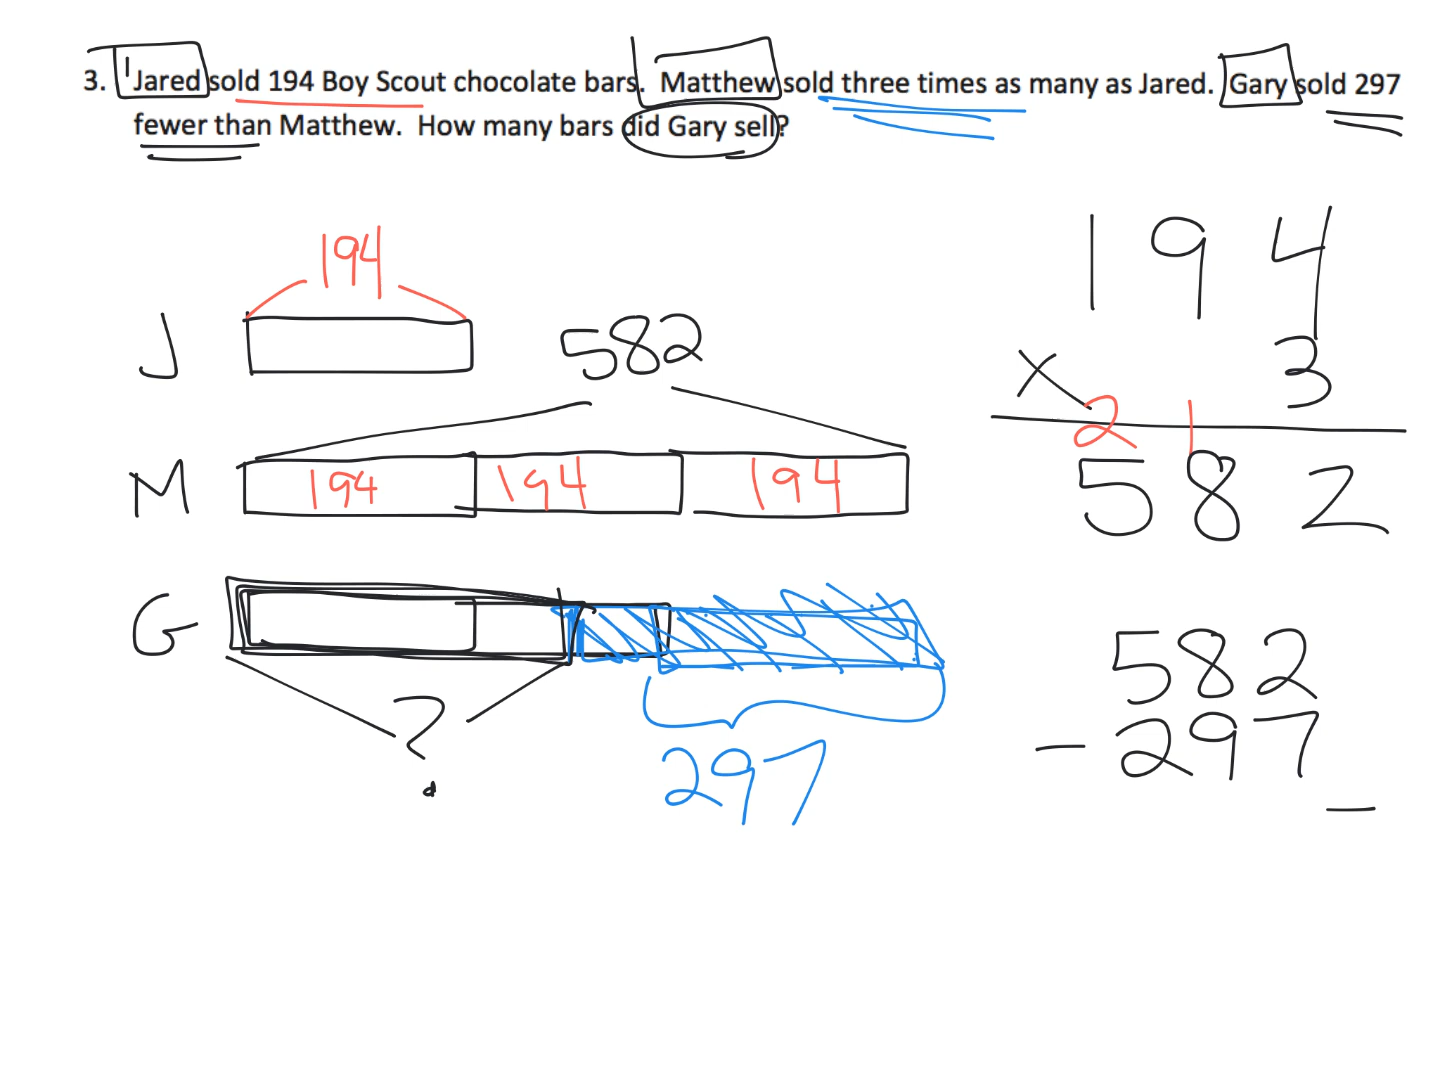 3. Jared sold 194 Boy Scout chocolate bars. Matthew sold three times as many as Jared. Gary sold 297
fewer than Matthew. How many bars did Gary sell?
194
J
582
M 194 194 194
G
?
297
194
x 3
2 1
582
582
- 297